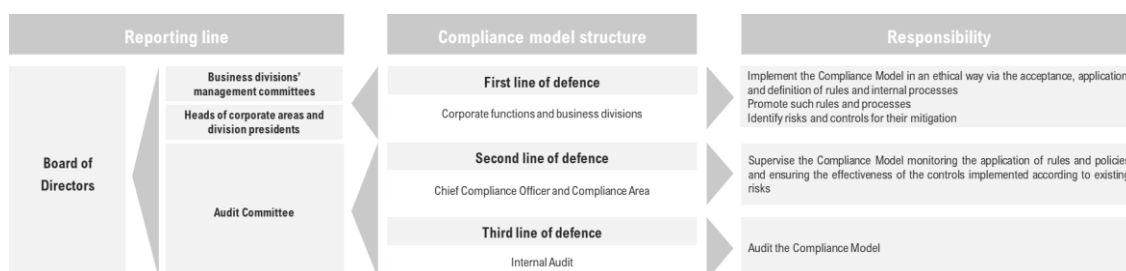 Reporting line
Compliance model structure
Responsibility
Board of
Directors
Business divisions'
management committees
Heads of corporate areas and
division presidents
Audit Committee
First line of defence
Corporate functions and business divisions
Second line of defence
Chief Compliance Officer and Compliance Area
Third line of defence
Internal Audit
Implement the Compliance Model in an ethical way via the acceptance, application
and definition of rules and internal processes
Promote such rules and processes
Identify risks and controls for their mitigation
Supervise the Compliance Model monitoring the application of rules and policies
and ensuring the effectiveness of the controls implemented according to existing
risks
Audit the Compliance Model